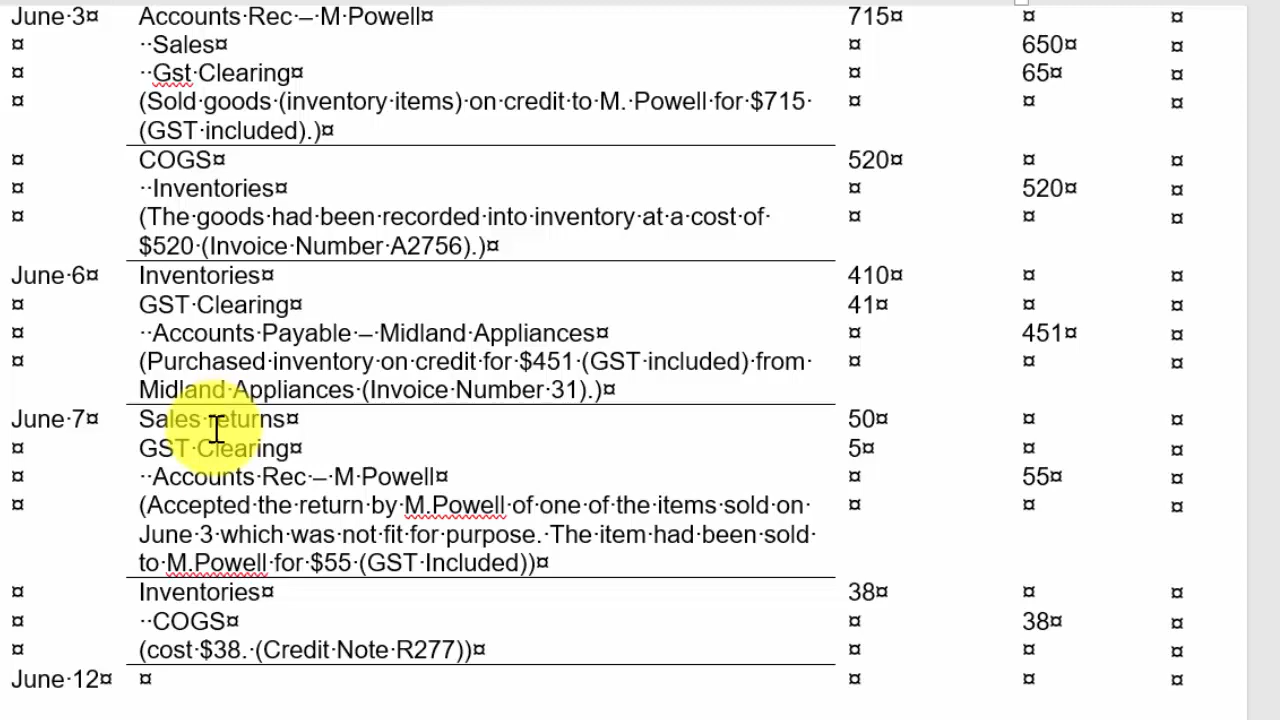 June·3¤ Accounts·Rec·–·M·Powell¤ 715¤ ¤ ¤
¤ ··Sales¤ ¤ 650¤ ¤
¤ ··Gst·Clearing¤ ¤ 65¤ ¤
¤ (Sold·goods·(inventory·items)·on·credit·to·M.·Powell·for·$715· ¤ ¤ ¤
(GST·included).)¤
¤ COGS¤ 520¤ ¤ ¤
¤ ··Inventories¤ ¤ 520¤ ¤
¤ (The·goods·had·been·recorded·into·inventory·at·a·cost·of· ¤ ¤ ¤
$520·(Invoice·Number·A2756).)¤
June·6¤ Inventories¤ 410¤ ¤ ¤
¤ GST·Clearing¤ 41¤ ¤ ¤
¤ ··Accounts·Payable·–·Midland·Appliances¤ ¤ 451¤ ¤
¤ (Purchased·inventory·on·credit·for·$451·(GST·included)·from· ¤ ¤ ¤
Midland·Appliances·(Invoice·Number·31).)¤
June·7¤ Sales·returns¤ 50¤ ¤ ¤
¤ GST·Clearing¤ 5¤ ¤ ¤
¤ ··Accounts·Rec·–·M·Powell¤ ¤ 55¤ ¤
¤ (Accepted·the·return·by·M.Powell·of·one·of·the·items·sold·on· ¤ ¤ ¤
June·3·which·was·not·fit·for·purpose.·The·item·had·been·sold·
to·M.Powell·for·$55·(GST·Included))¤
¤ Inventories¤ 38¤ ¤ ¤
¤ ··COGS¤ ¤ 38¤ ¤
¤ (cost·$38.·(Credit·Note·R277))¤ ¤ ¤ ¤
June·12¤ ¤ ¤ ¤ ¤